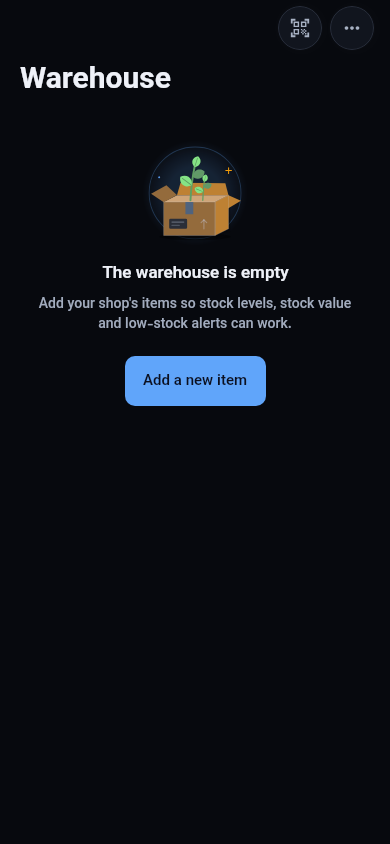 Warehouse
The warehouse is empty
Add your shop's items so stock levels, stock value
and low-stock alerts can work.
Add a new item